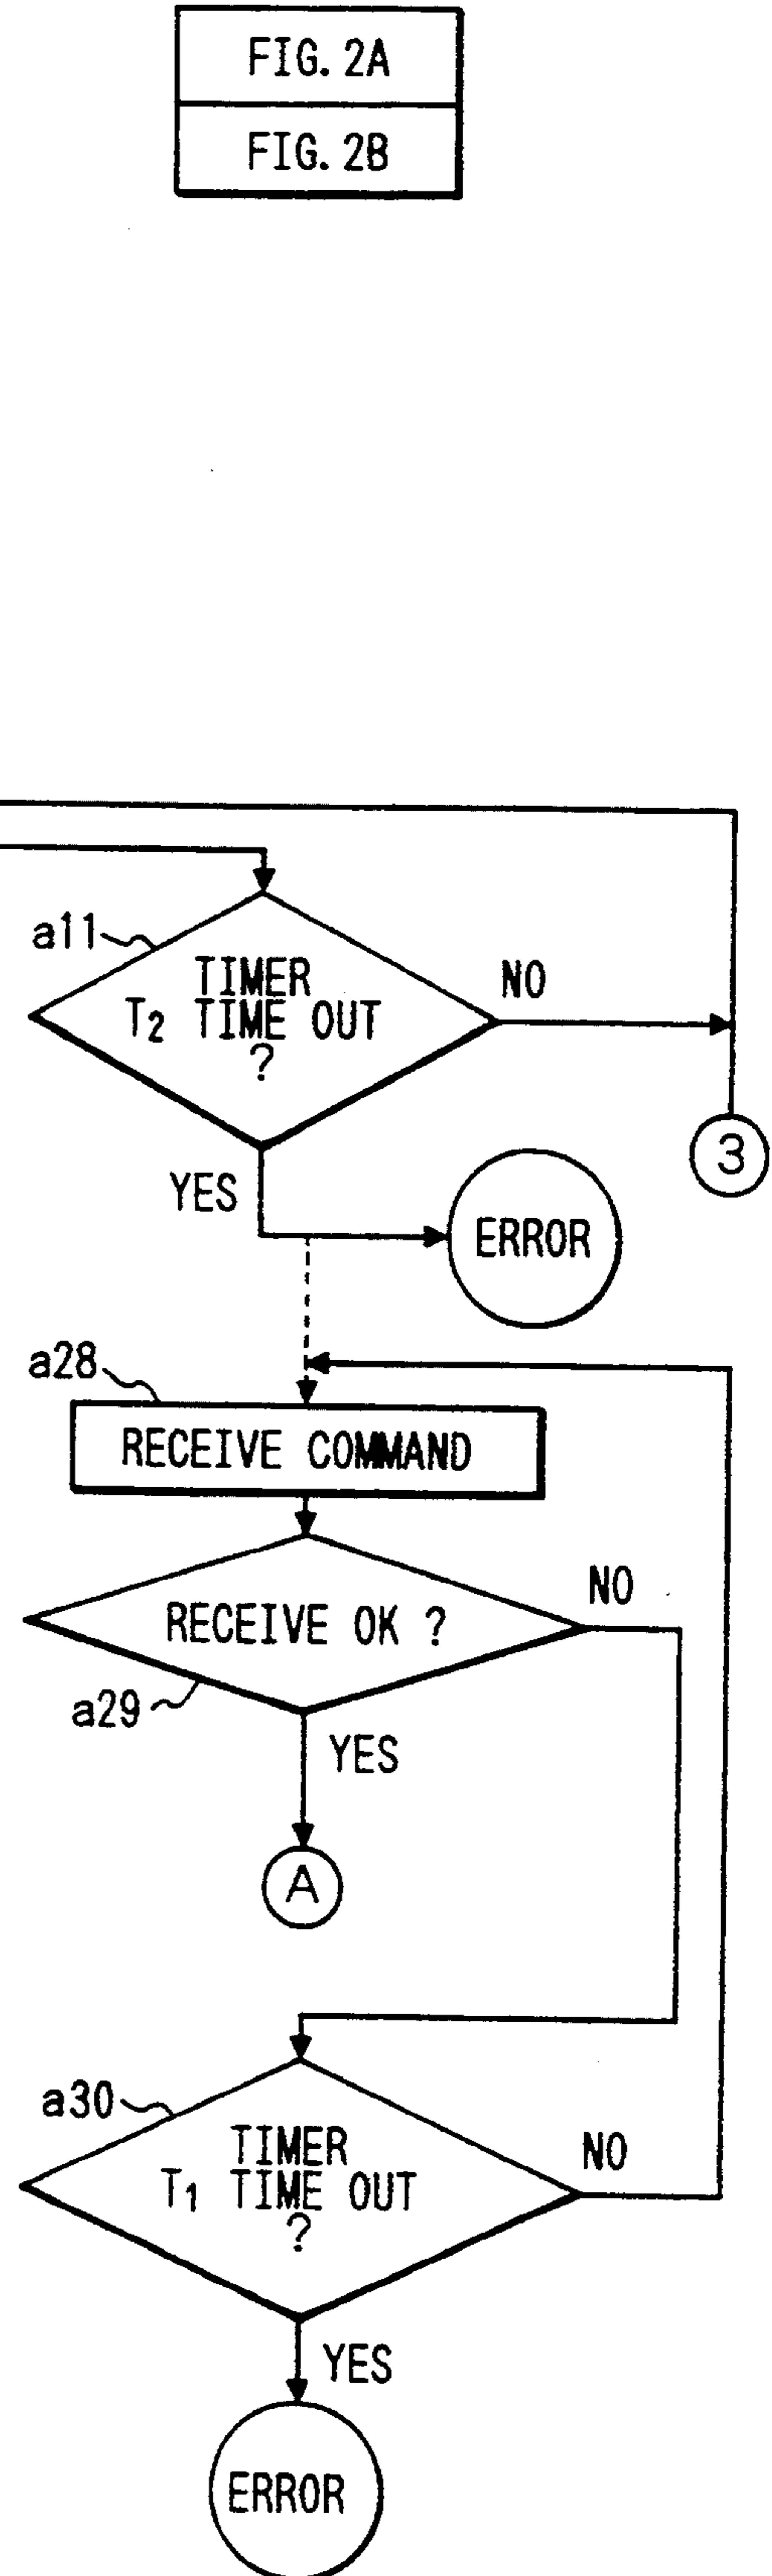 FIG. 2A
FIG. 2B
a11
TIMER
T2 TIME OUT
?
NO
3
YES
ERROR
a28
RECEIVE COMMAND
NO
RECEIVE OK ?
a29
YES
A
a30
TIMER
T1 TIME OUT
?
NO
YES
ERROR